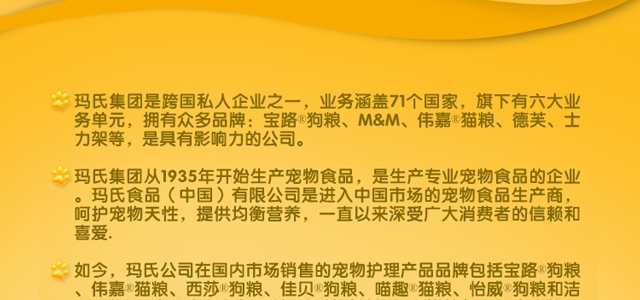 玛氏集团是跨国私人企业之一，业务涵盖71个国家，旗下有六大业
务单元，拥有众多品牌：宝路®狗粮、M&M、伟嘉®猫粮、德芙、士
力架等，是具有影响力的公司。
玛氏集团从1935年开始生产宠物食品，是生产专业宠物食品的企业
。玛氏食品（中国）有限公司是进入中国市场的宠物食品生产商，
呵护宠物天性，提供均衡营养，一直以来深受广大消费者的信赖和
喜爱.
如今，玛氏公司在国内市场销售的宠物护理产品品牌包括宝路®狗粮
、伟嘉®猫粮、西莎®狗粮、佳贝®狗粮、喵趣®猫粮、怡威®狗粮和洁